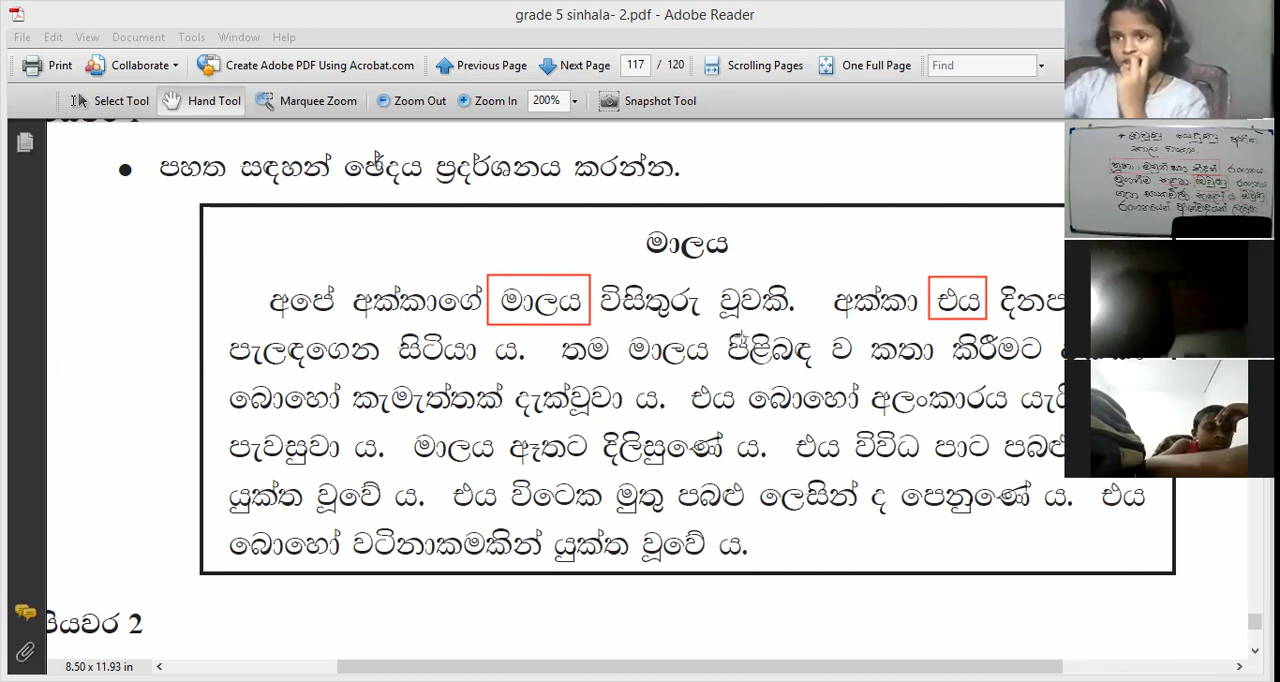 grade 5 sinhala- 2.pdf - Adobe Reader
File Edit View Document Tools Window Help
Print Collaborate Create Adobe PDF Using Acrobat.com Previous Page Next Page 117 / 120 Scrolling Pages One Full Page Find
Select Tool Hand Tool Marquee Zoom Zoom Out Zoom In 200% Snapshot Tool
• පහත සඳහන් ඡේදය ප්‍රදර්ශනය කරන්න.
මාලය
අපේ අක්කාගේ මාලය විසිතුරු වූවකි. අක්කා එය
පැලඳගෙන සිටියා ය. තම මාලය පිළිබඳ ව කතා කිරීමට
බොහෝ කැමැත්තක් දැක්වූවා ය. එය බොහෝ අලංකාරය
පැවසුවා ය. මාලය ඈතට දිලිසුණේ ය. එය විවිධ පාට
යුක්ත වූවේ ය. එය විටෙක මුතු පබළු ලෙසින් ද පෙනුණේ ය. එය
බොහෝ වටිනාකමකින් යුක්ත වූවේ ය.
පියවර 2
8.50 x 11.93 in